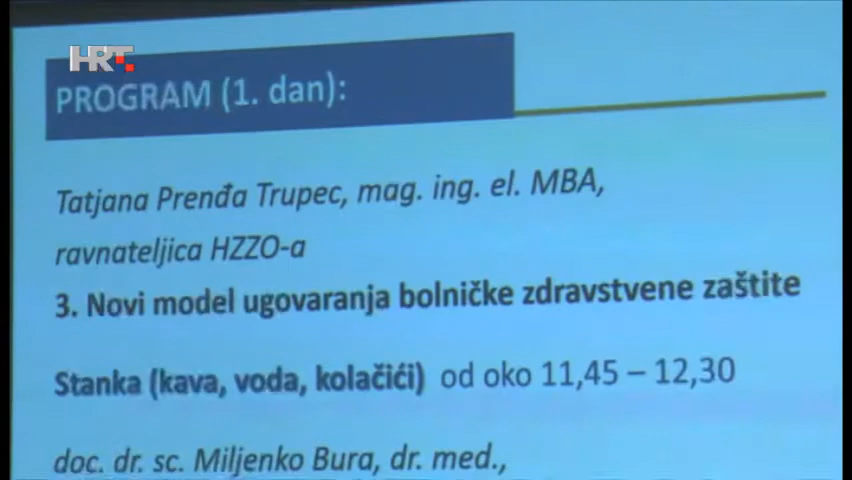 HRT
PROGRAM (1. dan):
Tatjana Prenđa Trupec, mag. ing. el. MBA,
ravnateljica HZZO-a
3. Novi model ugovaranja bolničke zdravstvene zaštite
Stanka (kava, voda, kolačići) od oko 11,45 – 12,30
doc. dr. sc. Miljenko Bura, dr. med.,